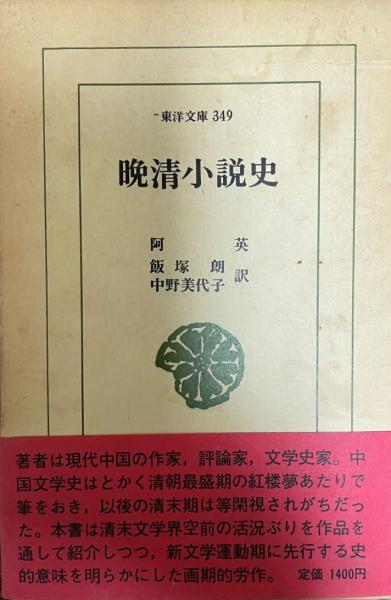 東洋文庫 349
晩清小説史
阿 英
飯塚 朗
中野美代子 訳
著者は現代中国の作家，評論家，文学史家。中
国文学史はとかく清朝最盛期の紅楼夢あたりで
筆をおき，以後の清末期は等閑視されがちだっ
た。本書は清末文学界空前の活況ぶりを作品を
通して紹介しつつ，新文学運動期に先行する史
的意味を明らかにした画期的労作。 定価 1400円